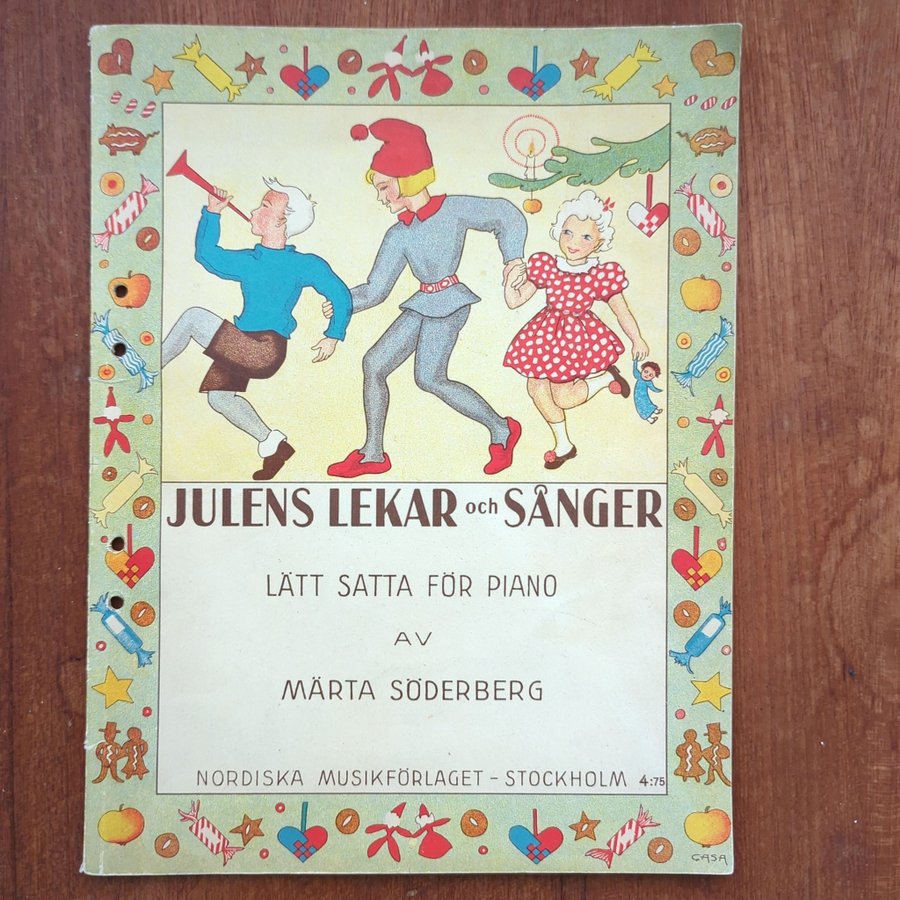 JULENS LEKAR och SÅNGER
LÄTT SATTA FÖR PIANO
AV
MÄRTA SÖDERBERG
NORDISKA MUSIKFÖRLAGET - STOCKHOLM 4:75
CASA